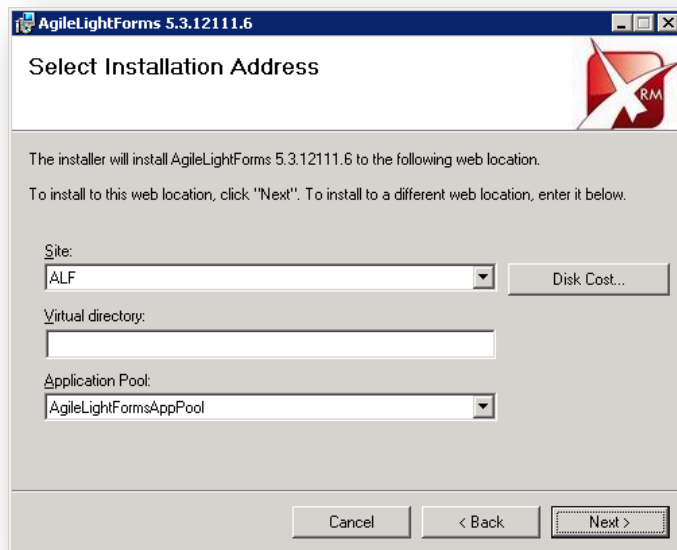 AgileLightForms 5.3.12111.6
Select Installation Address
RM
The installer will install AgileLightForms 5.3.12111.6 to the following web location.
To install to this web location, click "Next". To install to a different web location, enter it below.
Site:
ALF
Disk Cost...
Virtual directory:
Application Pool:
AgileLightFormsAppPool
Cancel
< Back
Next >